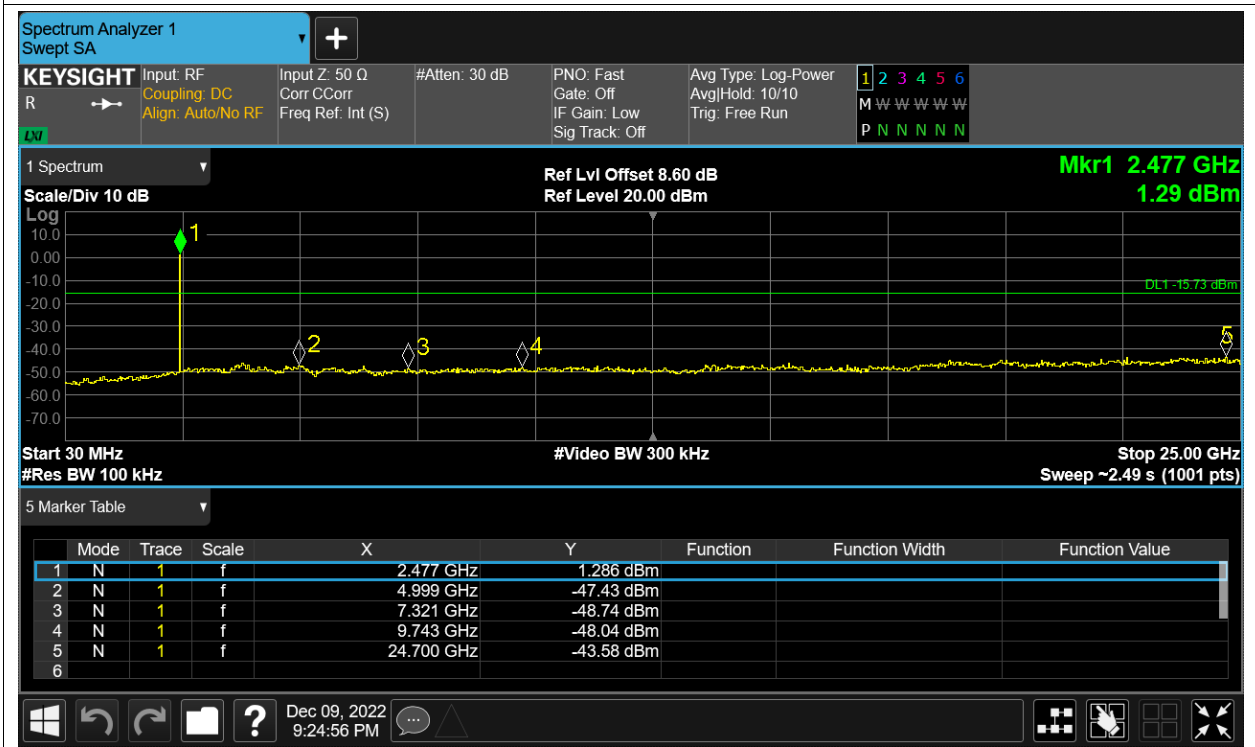 Spectrum Analyzer 1
Swept SA
+
KEYSIGHT Input: RF Input Z: 50 Ω #Atten: 30 dB PNO: Fast Avg Type: Log-Power 1 2 3 4 5 6
R Coupling: DC Corr CCorr Gate: Off Avg|Hold: 10/10 M W W W W W
Align: Auto/No RF Freq Ref: Int (S) IF Gain: Low Trig: Free Run
LXI Sig Track: Off P N N N N N
1 Spectrum Ref Lvl Offset 8.60 dB Mkr1 2.477 GHz
Scale/Div 10 dB Ref Level 20.00 dBm 1.29 dBm
Log
10.0 1
0.00
-10.0 DL1 -15.73 dBm
-20.0
-30.0
-40.0 2 3 4 5
-50.0
-60.0
-70.0
Start 30 MHz #Video BW 300 kHz Stop 25.00 GHz
#Res BW 100 kHz Sweep ~2.49 s (1001 pts)
5 Marker Table
Mode Trace Scale X Y Function Function Width Function Value
1 N 1 f 2.477 GHz 1.286 dBm
2 N 1 f 4.999 GHz -47.43 dBm
3 N 1 f 7.321 GHz -48.74 dBm
4 N 1 f 9.743 GHz -48.04 dBm
5 N 1 f 24.700 GHz -43.58 dBm
6
? Dec 09, 2022
9:24:56 PM